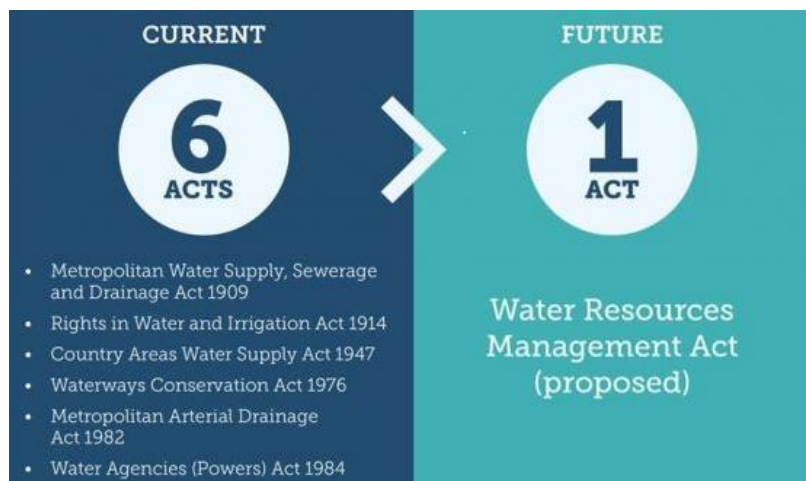 CURRENT
6
ACTS
• Metropolitan Water Supply, Sewerage
and Drainage Act 1909
• Rights in Water and Irrigation Act 1914
• Country Areas Water Supply Act 1947
• Waterways Conservation Act 1976
• Metropolitan Arterial Drainage
Act 1982
• Water Agencies (Powers) Act 1984
FUTURE
1
ACT
Water Resources
Management Act
(proposed)